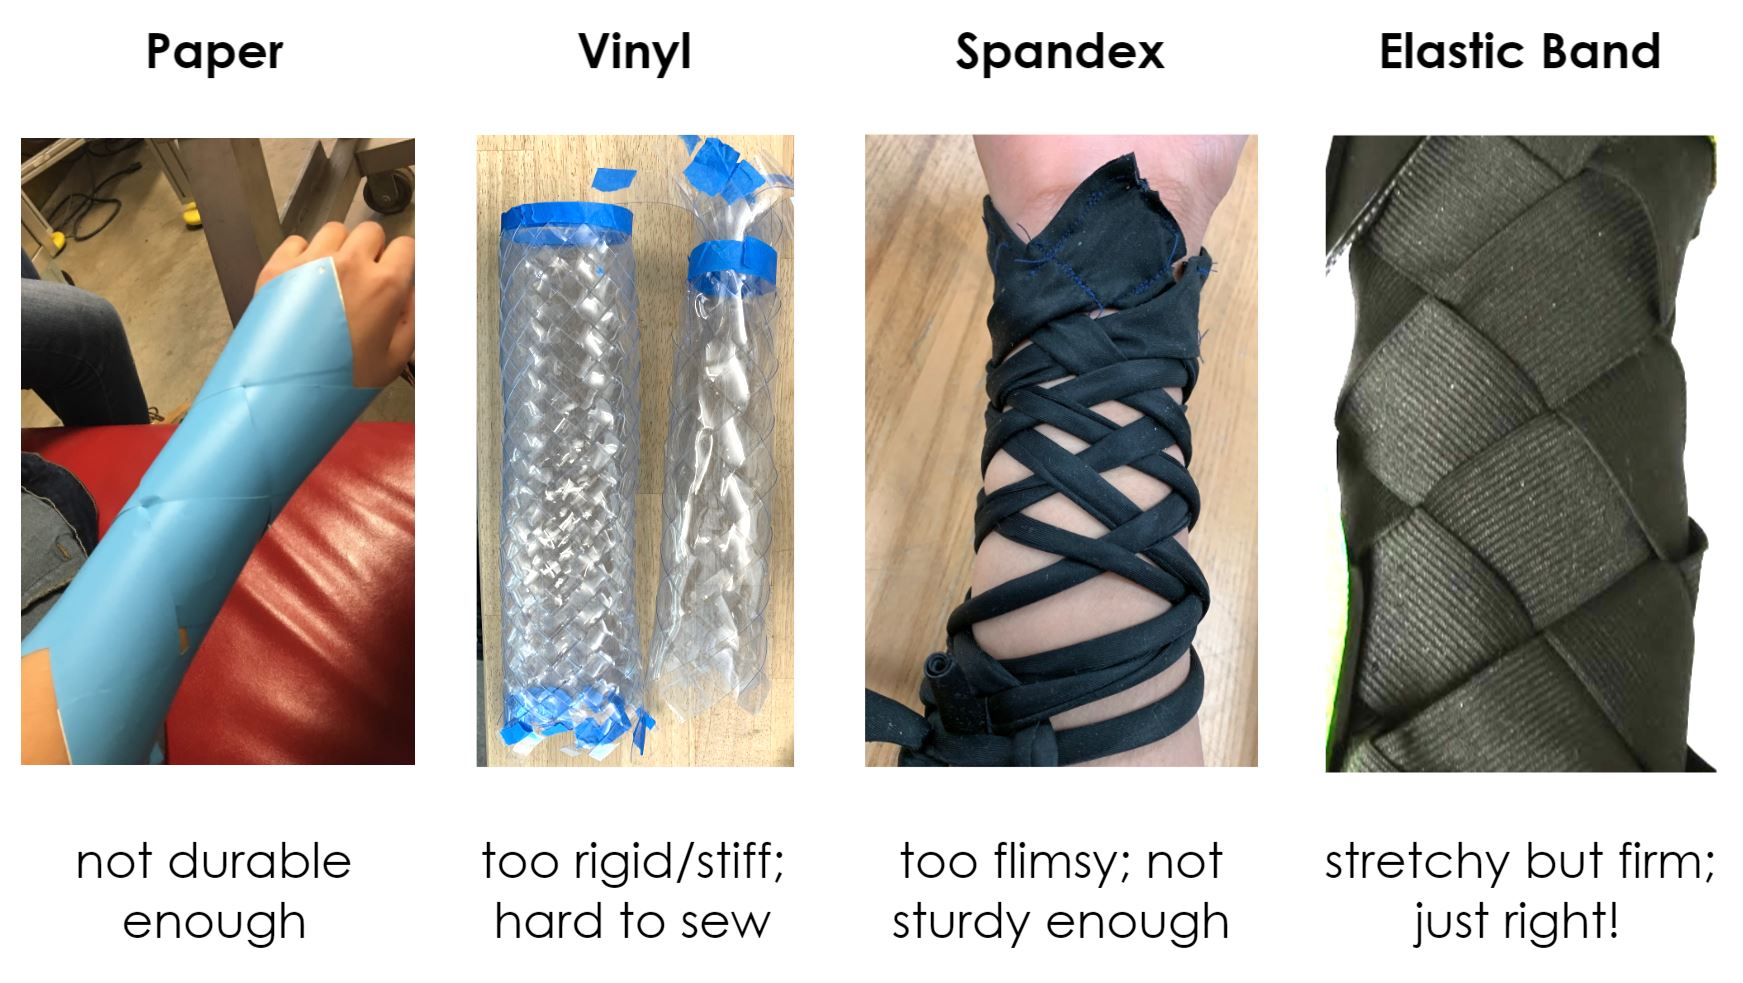 Paper
Vinyl
Spandex
Elastic Band
not durable
enough
too rigid/stiff;
hard to sew
too flimsy; not
sturdy enough
stretchy but firm;
just right!